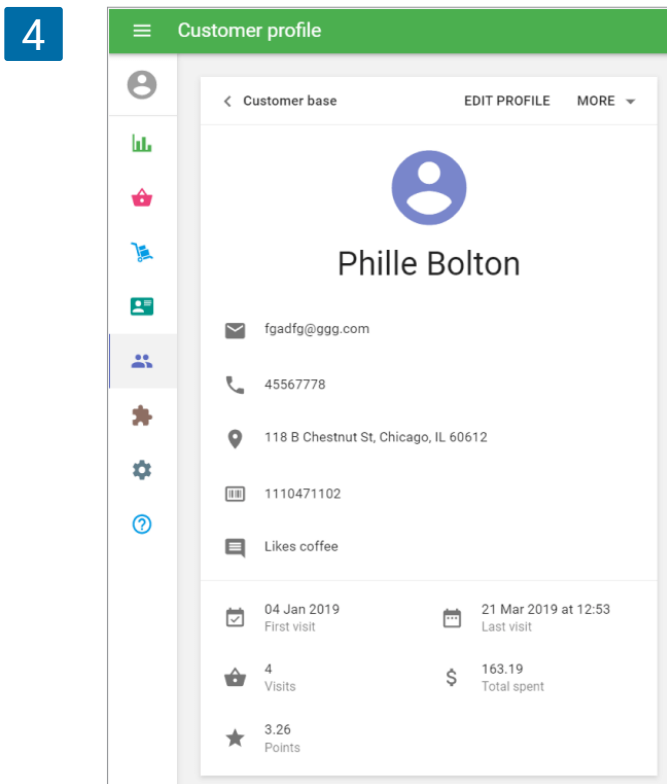 4
Customer profile
Customer base EDIT PROFILE MORE
Phille Bolton
fgadfg@ggg.com
45567778
118 B Chestnut St, Chicago, IL 60612
1110471102
Likes coffee
04 Jan 2019 21 Mar 2019 at 12:53
First visit Last visit
4 163.19
Visits Total spent
3.26
Points